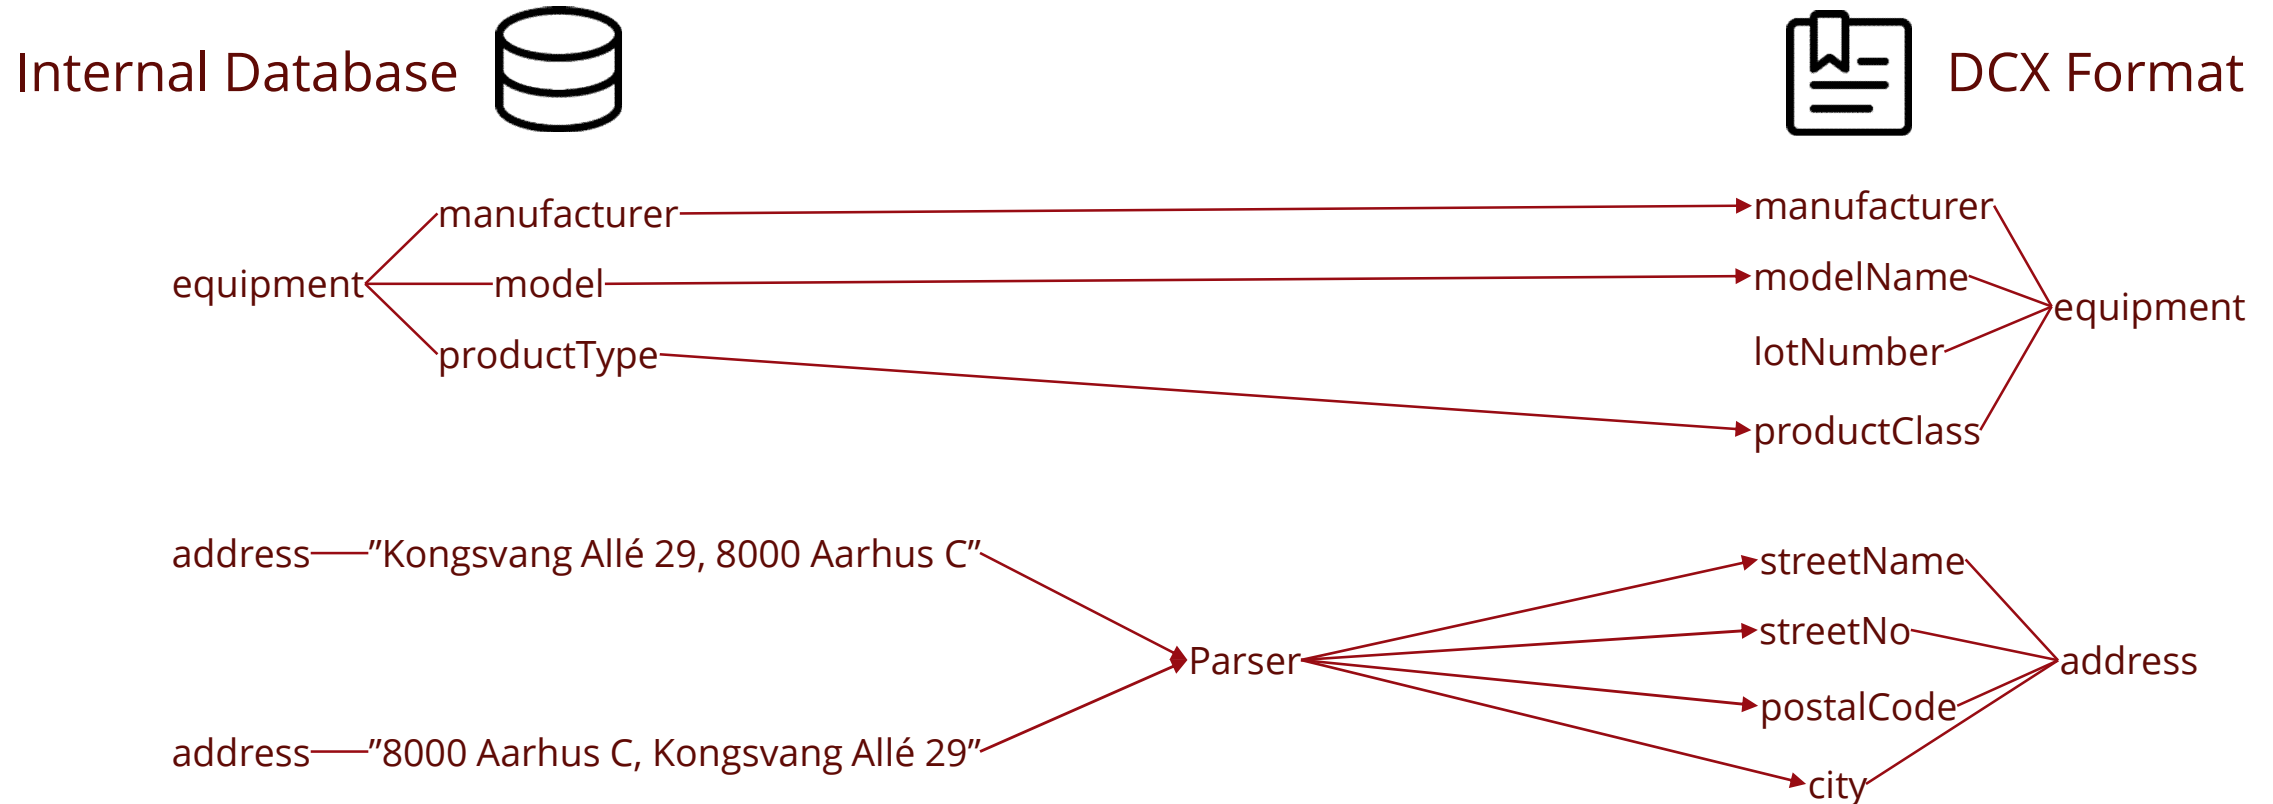 Internal Database
DCX Format
manufacturer
equipment
model
productType
manufacturer
modelName
lotNumber
productClass
equipment
address
”Kongsvang Allé 29, 8000 Aarhus C”
address
”8000 Aarhus C, Kongsvang Allé 29”
Parser
streetName
streetNo
postalCode
city
address